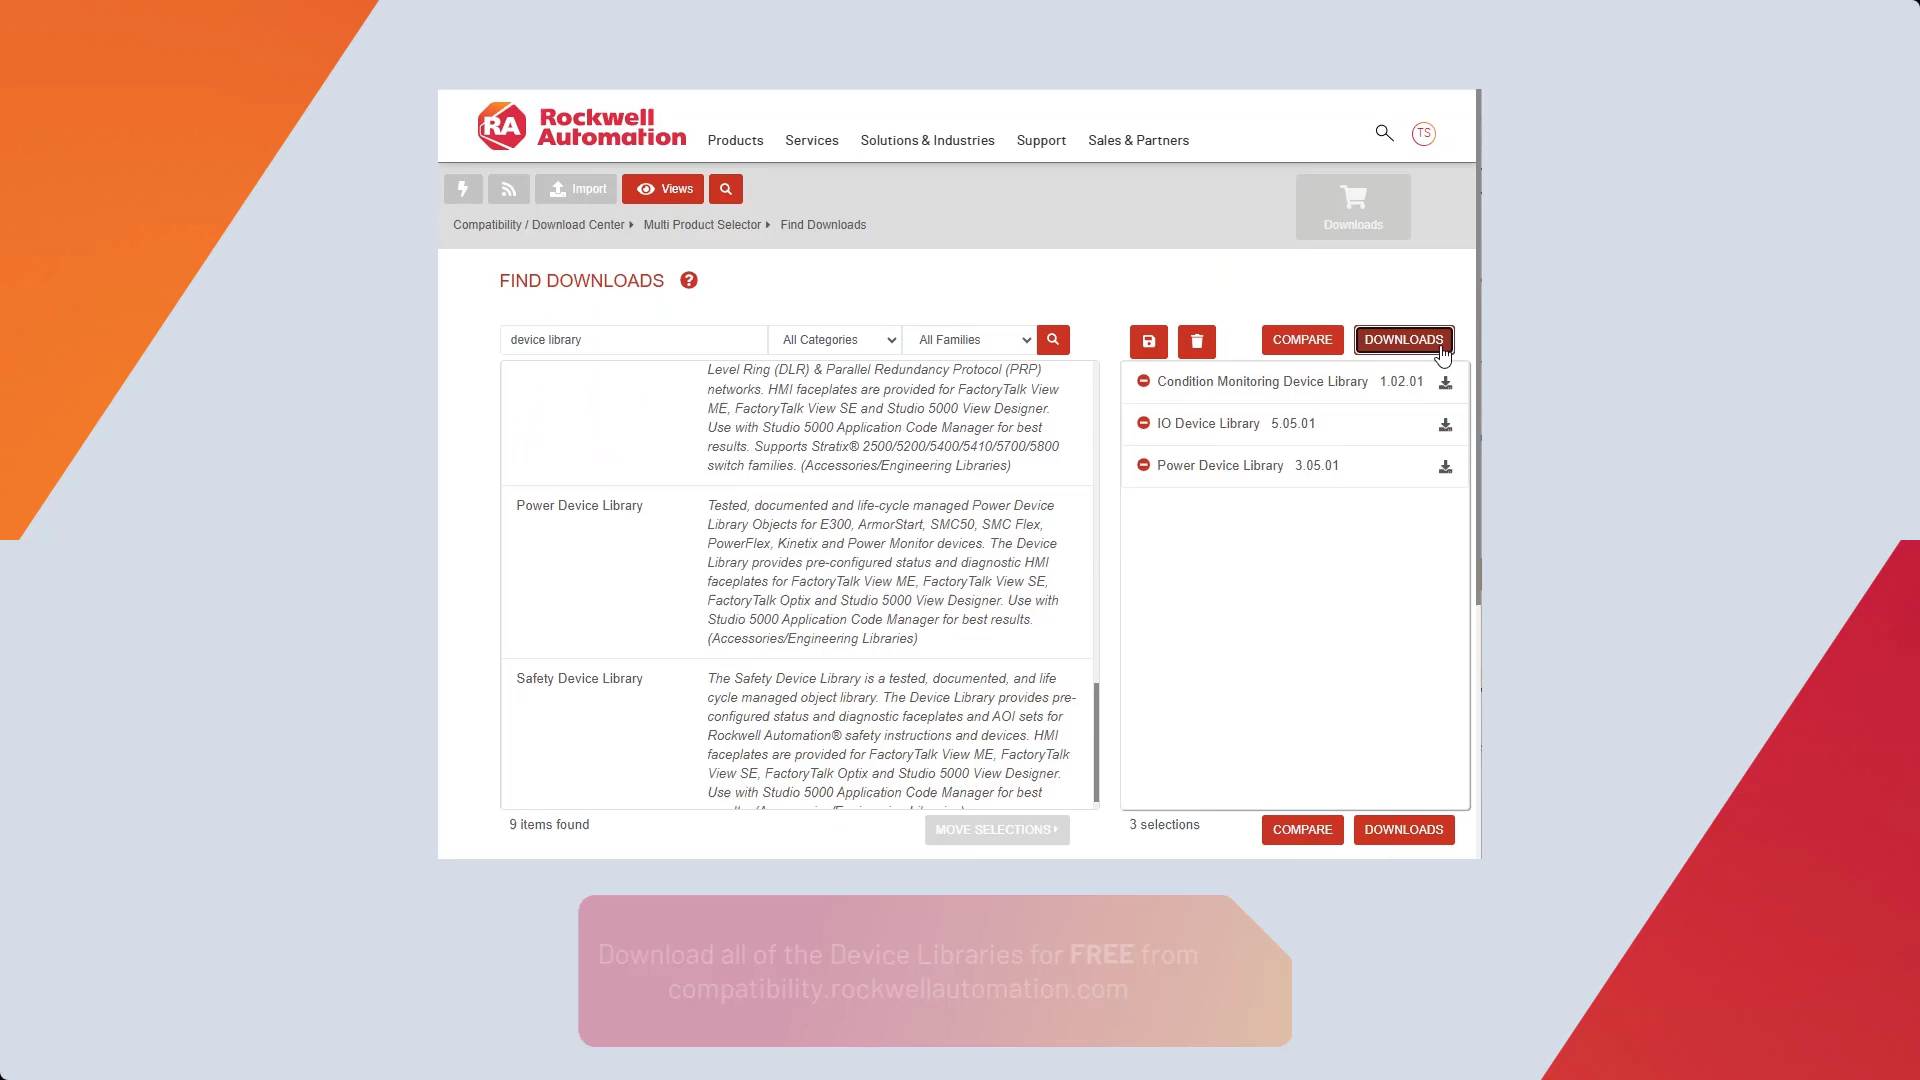 RA Rockwell Automation
Products Services Solutions & Industries Support Sales & Partners
TS
Import Views
Downloads
Compatibility / Download Center Multi Product Selector Find Downloads
FIND DOWNLOADS ?
device library
All Categories
All Families
COMPARE
DOWNLOADS
Level Ring (DLR) & Parallel Redundancy Protocol (PRP)
networks. HMI faceplates are provided for FactoryTalk View
ME, FactoryTalk View SE and Studio 5000 View Designer.
Use with Studio 5000 Application Code Manager for best
results. Supports Stratix® 2500/5200/5400/5410/5700/5800
switch families. (Accessories/Engineering Libraries)
Power Device Library
Tested, documented and life-cycle managed Power Device
Library Objects for E300, ArmorStart, SMC50, SMC Flex,
PowerFlex, Kinetix and Power Monitor devices. The Device
Library provides pre-configured status and diagnostic HMI
faceplates for FactoryTalk View ME, FactoryTalk View SE,
FactoryTalk Optix and Studio 5000 View Designer. Use with
Studio 5000 Application Code Manager for best results.
(Accessories/Engineering Libraries)
Safety Device Library
The Safety Device Library is a tested, documented, and life
cycle managed object library. The Device Library provides pre-
configured status and diagnostic faceplates and AOI sets for
Rockwell Automation® safety instructions and devices. HMI
faceplates are provided for FactoryTalk View ME, FactoryTalk
View SE, FactoryTalk Optix and Studio 5000 View Designer.
Use with Studio 5000 Application Code Manager for best
Condition Monitoring Device Library 1.02.01
IO Device Library 5.05.01
Power Device Library 3.05.01
9 items found
MOVE SELECTIONS
3 selections
COMPARE
DOWNLOADS
Download all of the Device Libraries for FREE from
compatibility.rockwellautomation.com